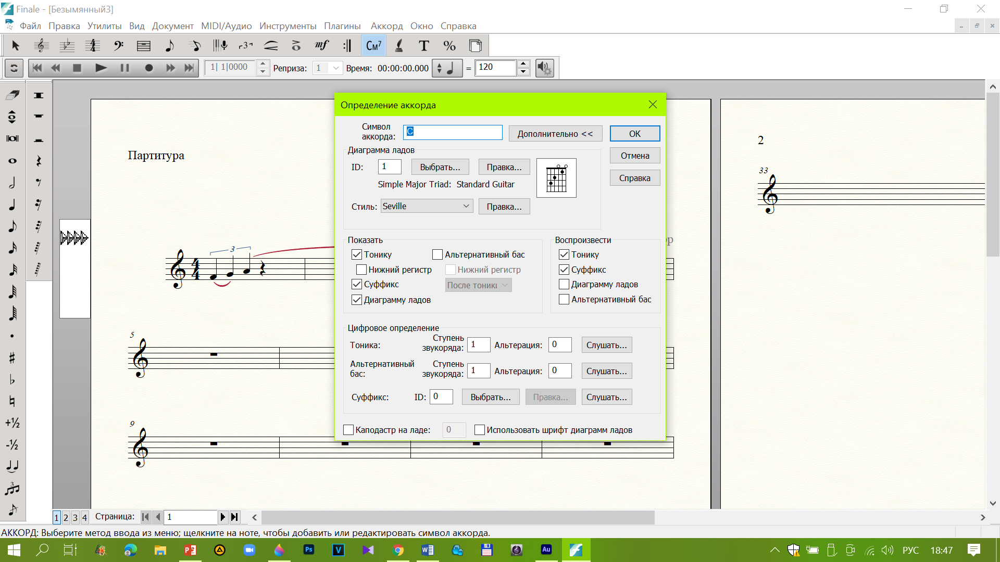 Finale - [Безымянный3]
Файл Правка Утилиты Вид Документ MIDI/Аудио Инструменты Плагины Аккорд Окно Справка
mf CM7 T %
1| 1|0000 Реприза: 1 Время: 00:00:00.000 = 120
Определение аккорда
Символ аккорда: C Дополнительно << ОК
Диаграмма ладов
Отмена
ID: 1 Выбрать... Правка...
Справка
Simple Major Triad: Standard Guitar
Стиль: Seville Правка...
Показать
Тонику Альтернативный бас
Нижний регистр Нижний регистр
Суффикс
Диаграмму ладов
Воспроизвести
Тонику
Суффикс
Диаграмму ладов
Альтернативный бас
Цифровое определение
Тоника: Ступень звукоряда: 1 Альтерация: 0 Слушать...
Альтернативный бас: Ступень звукоряда: 1 Альтерация: 0 Слушать...
Суффикс: ID: 0 Выбрать... Правка... Слушать...
Каподастр на ладе: 0 Использовать шрифт диаграмм ладов
Партитура
3
4
4
5
9
2
33
+½
-½
1 2 3 4 Страница: 1
АККОРД: Выберите метод ввода из меню; щелкните на ноте, чтобы добавить или редактировать символ аккорда.
Ps V Au
РУС 18:47